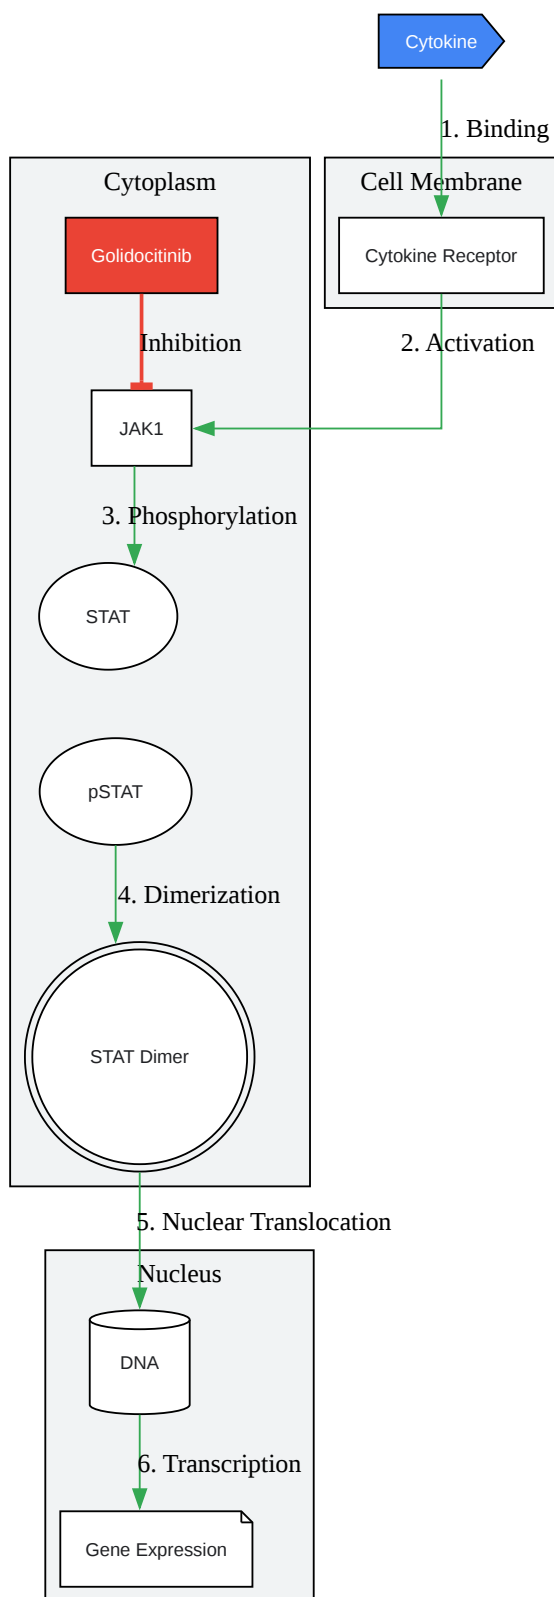 Cytokine
1. Binding
Cytoplasm
Cell Membrane
Golidocitinib
Cytokine Receptor
Inhibition
2. Activation
JAK1
3. Phosphorylation
STAT
pSTAT
4. Dimerization
STAT Dimer
5. Nuclear Translocation
Nucleus
DNA
6. Transcription
Gene Expression